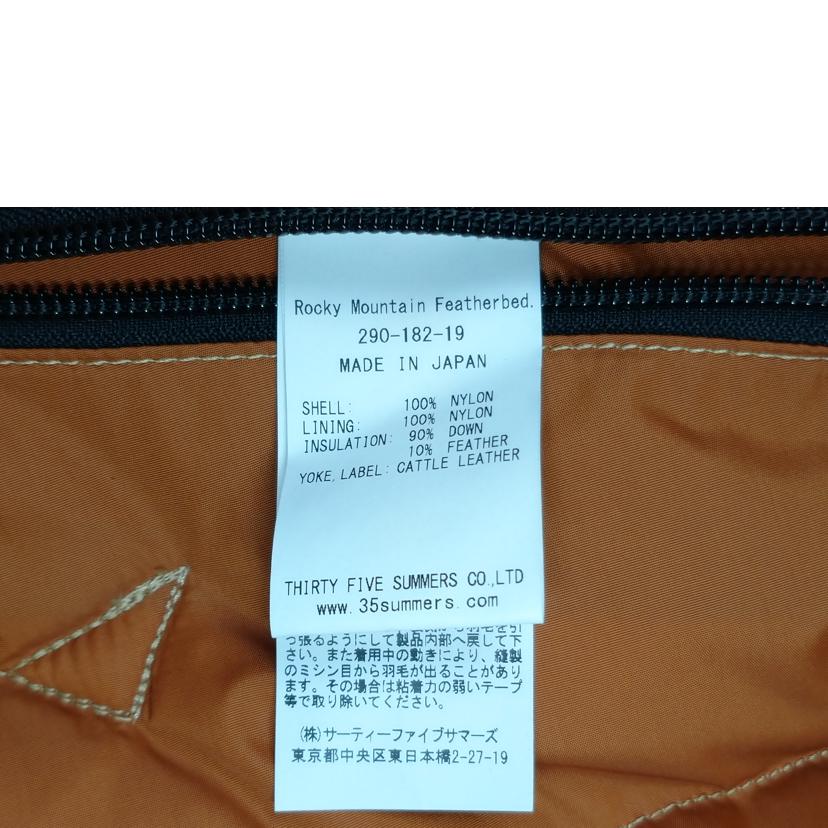 Rocky Mountain Featherbed.
290-182-19
MADE IN JAPAN
SHELL: 100% NYLON
LINING: 100% NYLON
INSULATION: 90% DOWN
10% FEATHER
YOKE, LABEL: CATTLE LEATHER
THIRTY FIVE SUMMERS CO.,LTD
www.35summers.com
羽毛を引
っ張るようにして製品内部へ戻して下
さい。また着用中の動きにより、縫製
のミシン目から羽毛が出ることがあり
ます。その場合は粘着力の弱いテープ
等で取り除いてください。
(株)サーティーファイブサマーズ
東京都中央区東日本橋2-27-19